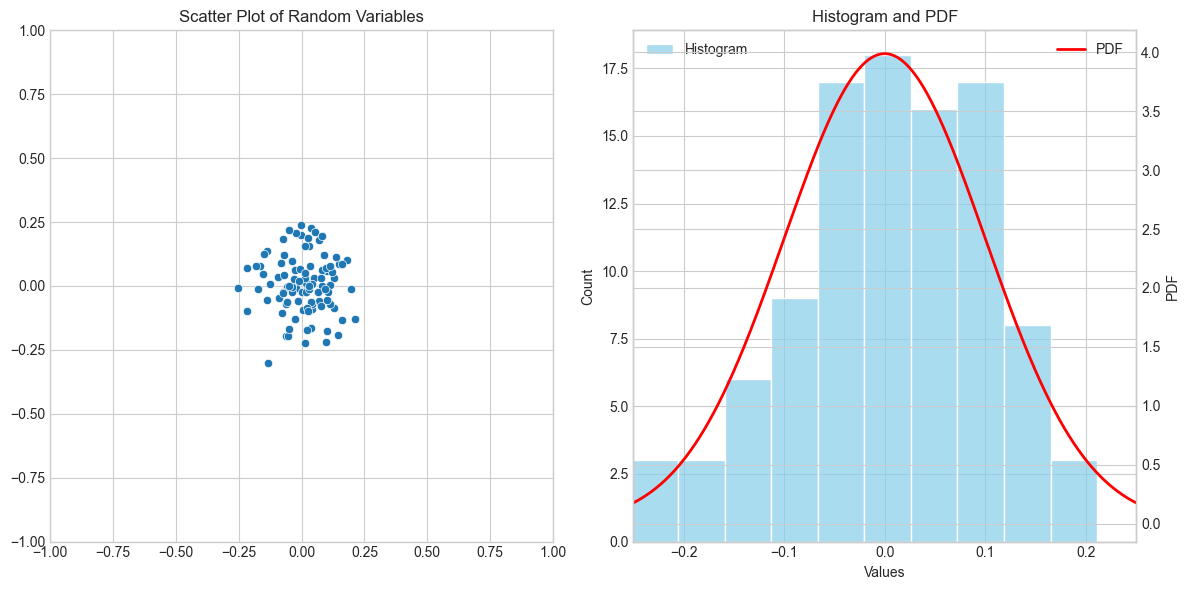 Scatter Plot of Random Variables
1.00
0.75
0.50
0.25
0.00
−0.25
−0.50
−0.75
−1.00
−1.00 −0.75 −0.50 −0.25 0.00 0.25 0.50 0.75 1.00
Histogram and PDF
Histogram
PDF
Count
17.5
15.0
12.5
10.0
7.5
5.0
2.5
0.0
4.0
3.5
3.0
2.5
2.0
1.5
1.0
0.5
0.0
PDF
−0.2 −0.1 0.0 0.1 0.2
Values